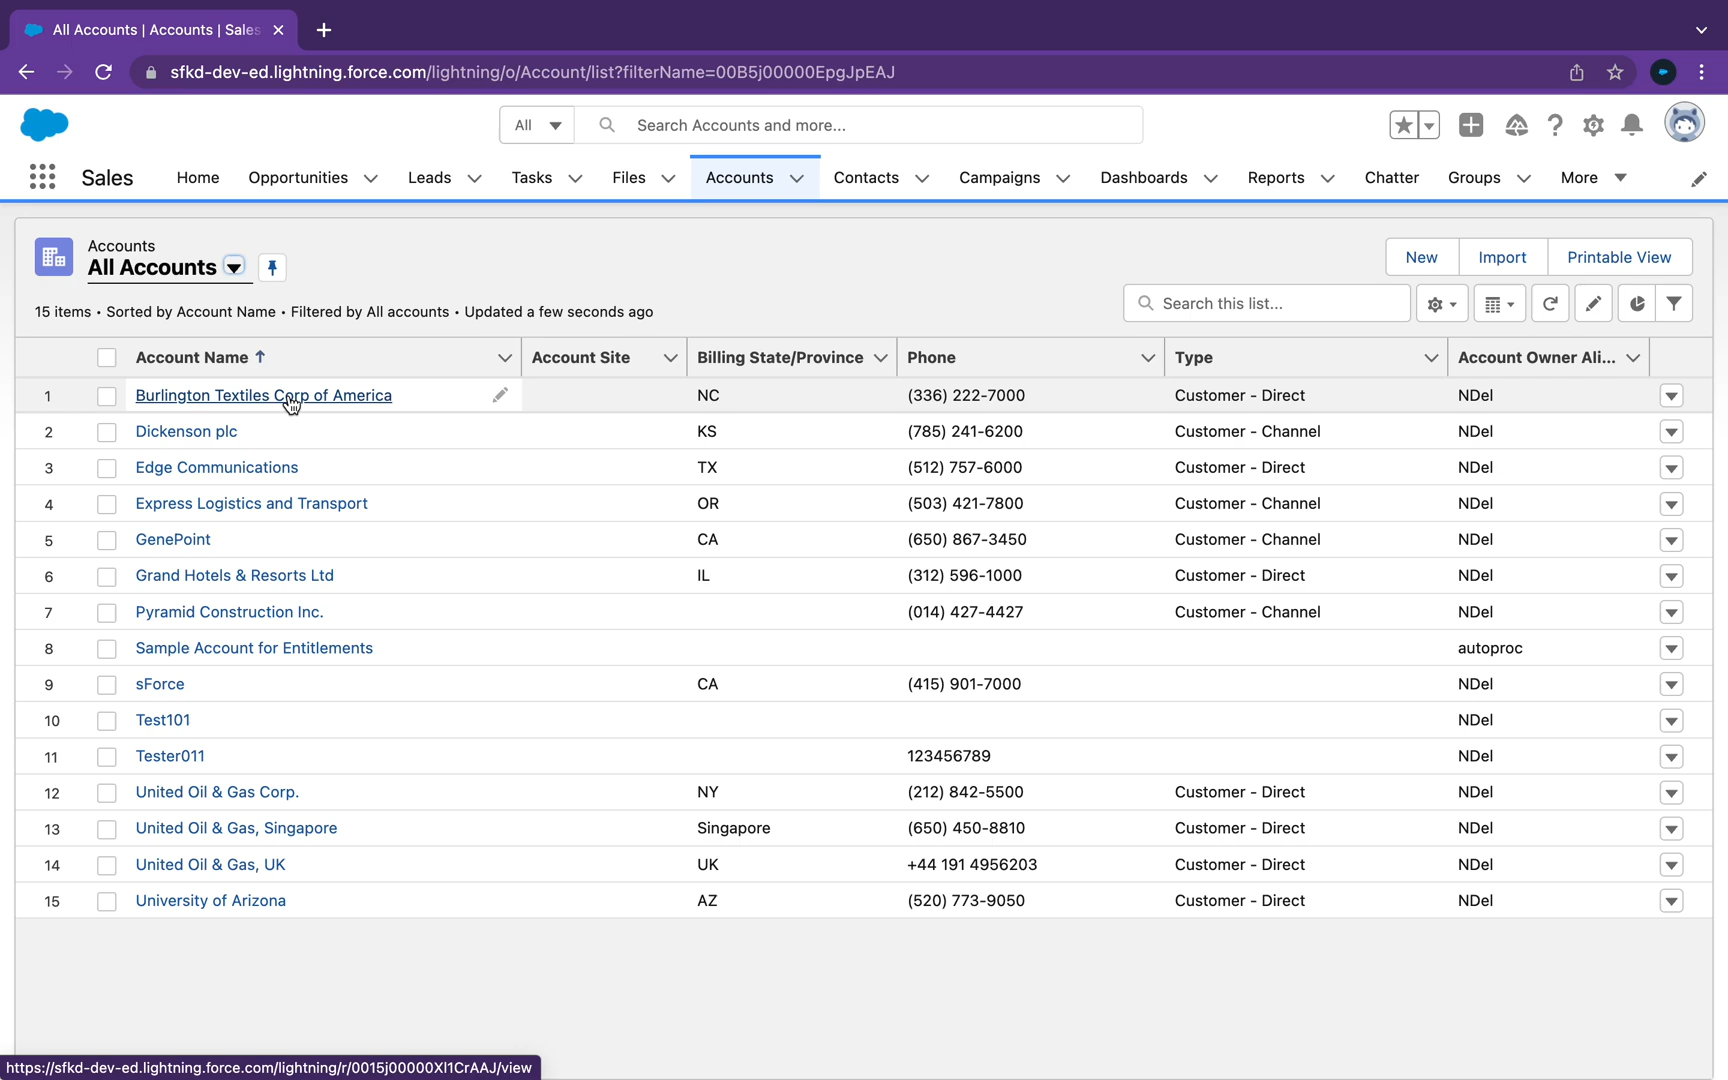 All Accounts | Accounts | Sales
sfkd-dev-ed.lightning.force.com/lightning/o/Account/list?filterName=00B5j00000EpgJpEAJ
All Search Accounts and more...
Sales Home Opportunities Leads Tasks Files Accounts Contacts Campaigns Dashboards Reports Chatter Groups More
Accounts
All Accounts
New Import Printable View
15 items • Sorted by Account Name • Filtered by All accounts • Updated a few seconds ago
Search this list...
Account Name Account Site Billing State/Province Phone Type Account Owner Ali...
1 Burlington Textiles Corp of America NC (336) 222-7000 Customer - Direct NDel
2 Dickenson plc KS (785) 241-6200 Customer - Channel NDel
3 Edge Communications TX (512) 757-6000 Customer - Direct NDel
4 Express Logistics and Transport OR (503) 421-7800 Customer - Channel NDel
5 GenePoint CA (650) 867-3450 Customer - Channel NDel
6 Grand Hotels & Resorts Ltd IL (312) 596-1000 Customer - Direct NDel
7 Pyramid Construction Inc. (014) 427-4427 Customer - Channel NDel
8 Sample Account for Entitlements autoproc
9 sForce CA (415) 901-7000 NDel
10 Test101 NDel
11 Tester011 123456789 NDel
12 United Oil & Gas Corp. NY (212) 842-5500 Customer - Direct NDel
13 United Oil & Gas, Singapore Singapore (650) 450-8810 Customer - Direct NDel
14 United Oil & Gas, UK UK +44 191 4956203 Customer - Direct NDel
15 University of Arizona AZ (520) 773-9050 Customer - Direct NDel
https://sfkd-dev-ed.lightning.force.com/lightning/r/0015j00000XI1CrAAJ/view